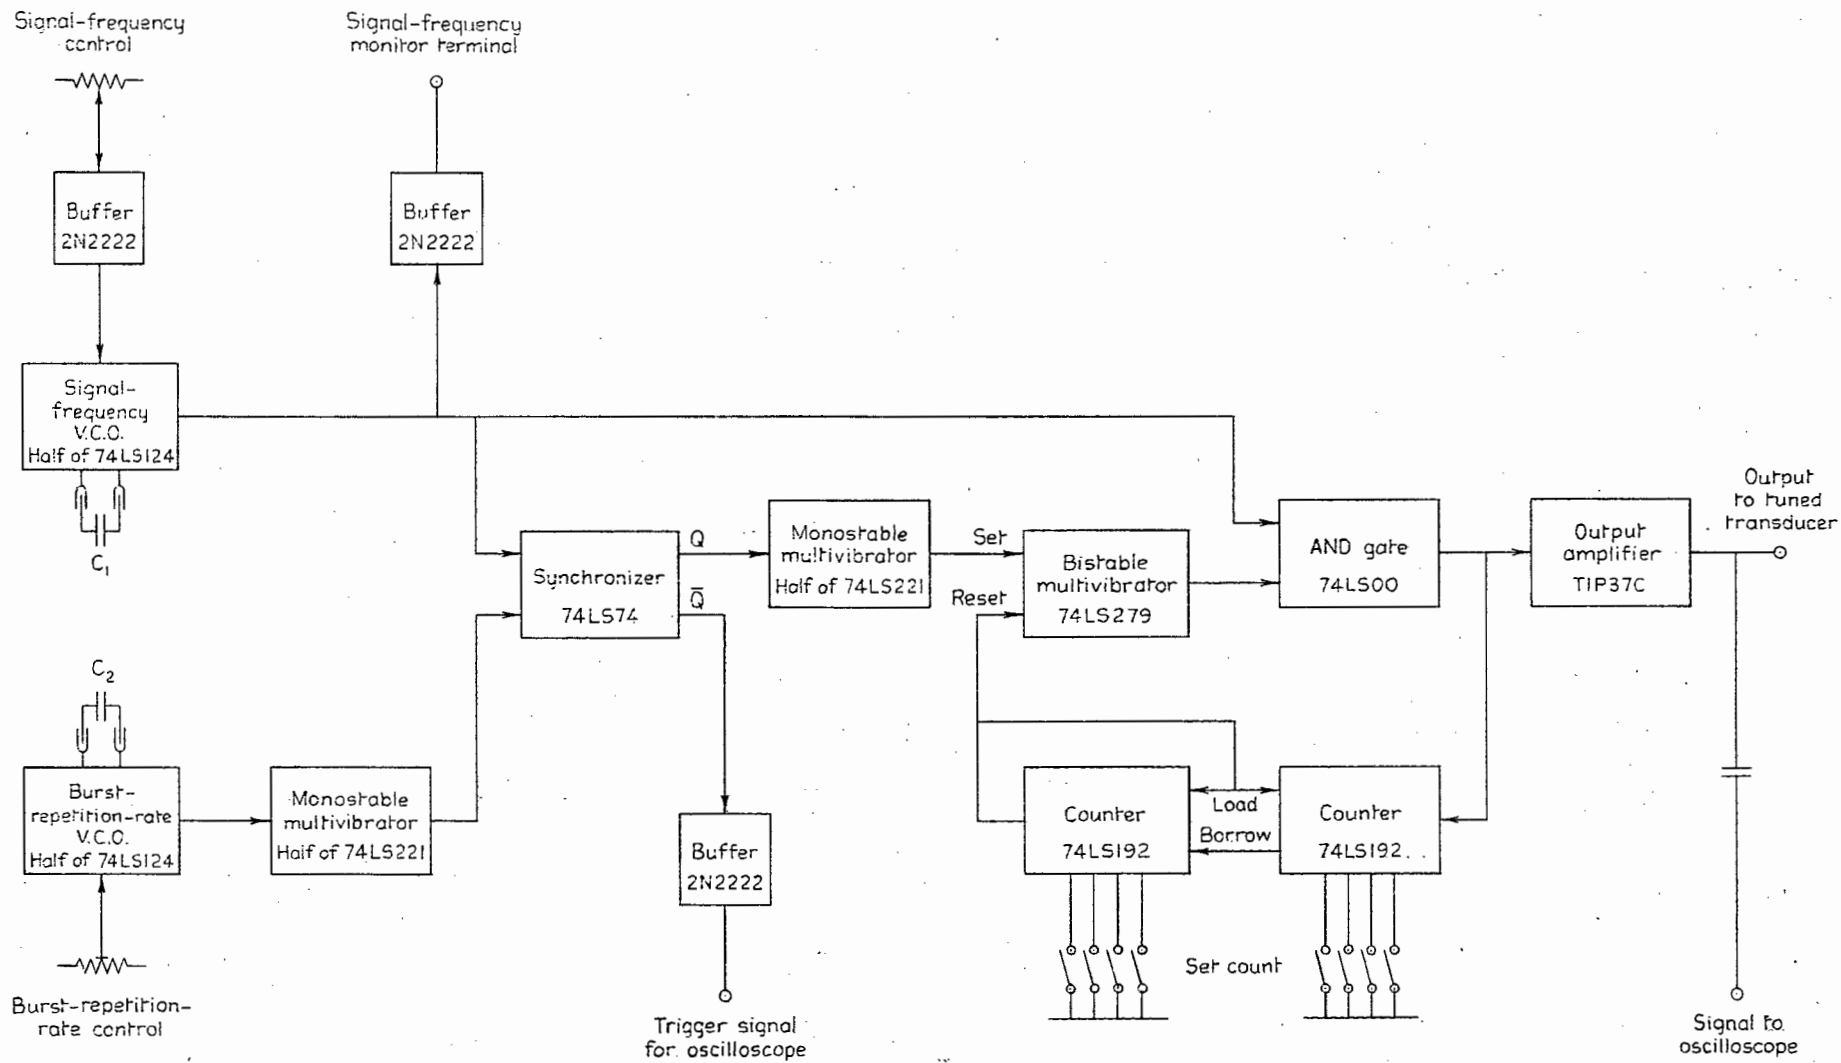 Signal-frequency
control
Signal-frequency
monitor terminal
Buffer
2N2222
Buffer
2N2222
Signal-
frequency
V.C.O.
Half of 74LS124
C1
Synchronizer
74LS74
Q
Q̅
Monostable
multivibrator
Half of 74LS221
Set
Reset
Bistable
multivibrator
74LS279
AND gate
74LS00
Output
amplifier
TIP37C
Output
to tuned
transducer
C2
Burst-
repetition-rate
V.C.O.
Half of 74LS124
Monostable
multivibrator
Half of 74LS221
Buffer
2N2222
Counter
74LS192
Load
Borrow
Counter
74LS192
Set count
Burst-repetition-
rate control
Trigger signal
for oscilloscope
Signal to
oscilloscope